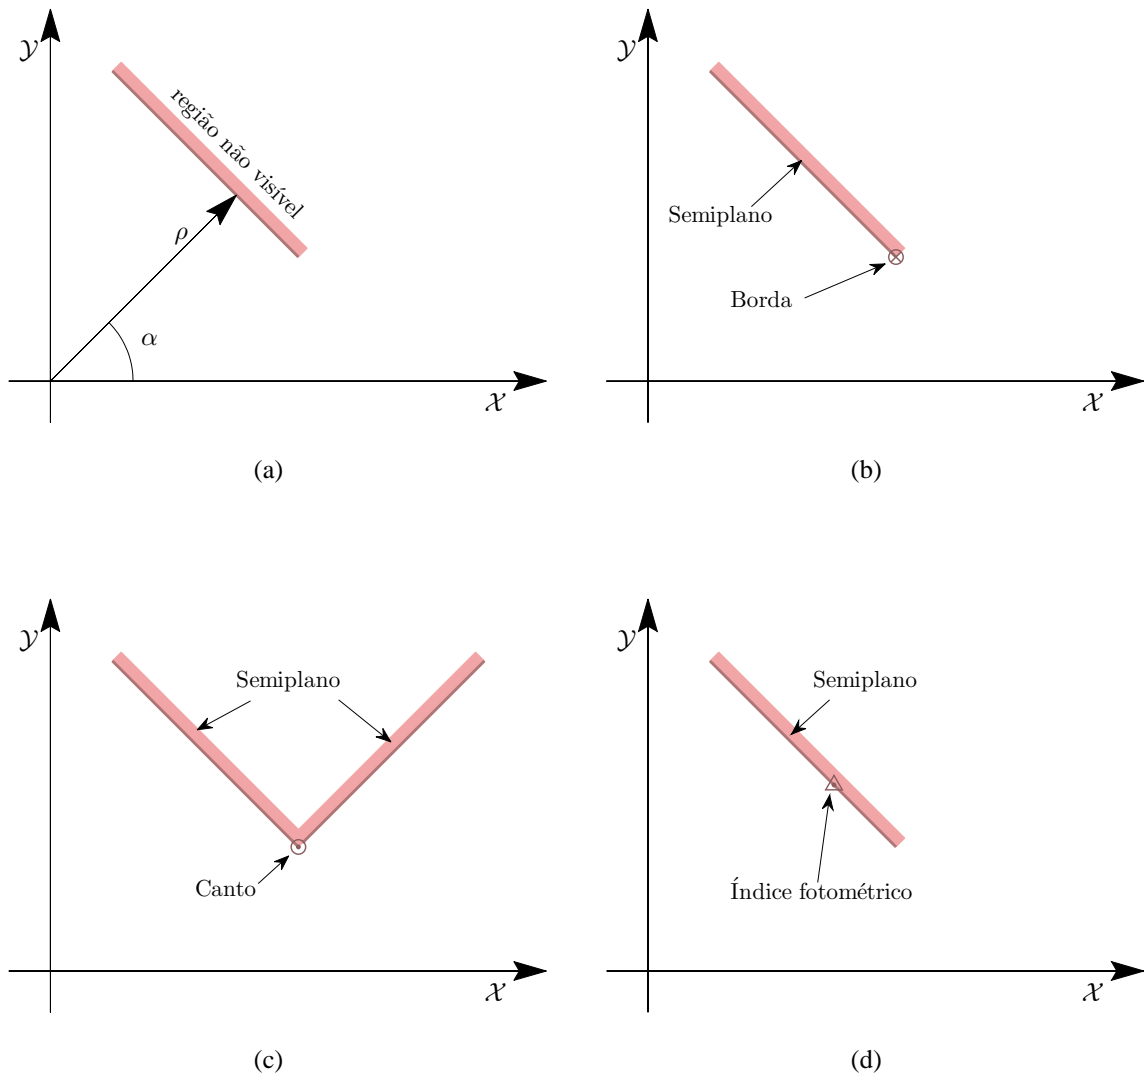 𝒴
região não visível
ρ
α
𝒳
(a)
𝒴
Semiplano
Borda
𝒳
(b)
𝒴
Semiplano
Canto
𝒳
(c)
𝒴
Semiplano
Índice fotométrico
𝒳
(d)